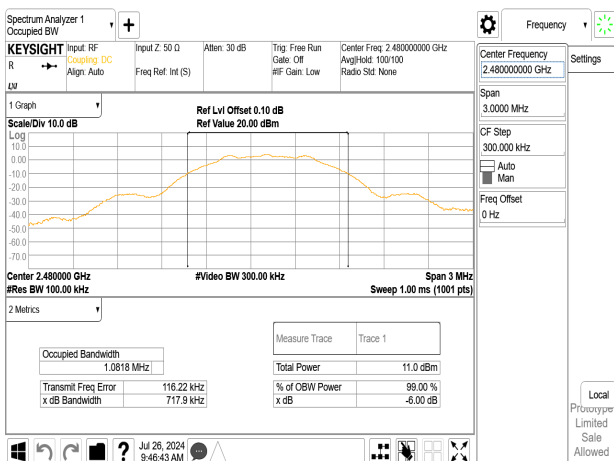 Spectrum Analyzer 1
Occupied BW
Frequency
KEYSIGHT
R
LXI
Input: RF
Coupling: DC
Align: Auto
Input Z: 50 Ω
Freq Ref: Int (S)
Atten: 30 dB
Trig: Free Run
Gate: Off
#IF Gain: Low
Center Freq: 2.480000000 GHz
Avg|Hold: 100/100
Radio Std: None
Center Frequency
2.480000000 GHz
Settings
Span
3.0000 MHz
CF Step
300.000 kHz
Auto
Man
Freq Offset
0 Hz
1 Graph
Scale/Div 10.0 dB
Ref Lvl Offset 0.10 dB
Ref Value 20.00 dBm
Log
10.0
0.00
-10.0
-20.0
-30.0
-40.0
-50.0
-60.0
-70.0
Center 2.480000 GHz
#Video BW 300.00 kHz
Span 3 MHz
#Res BW 100.00 kHz
Sweep 1.00 ms (1001 pts)
2 Metrics
Measure Trace
Trace 1
Occupied Bandwidth
1.0818 MHz
Total Power
11.0 dBm
Transmit Freq Error
116.22 kHz
% of OBW Power
99.00 %
x dB Bandwidth
717.9 kHz
x dB
-6.00 dB
Local
Prototype
Limited
Sale
Allowed
?
Jul 26, 2024
9:46:43 AM